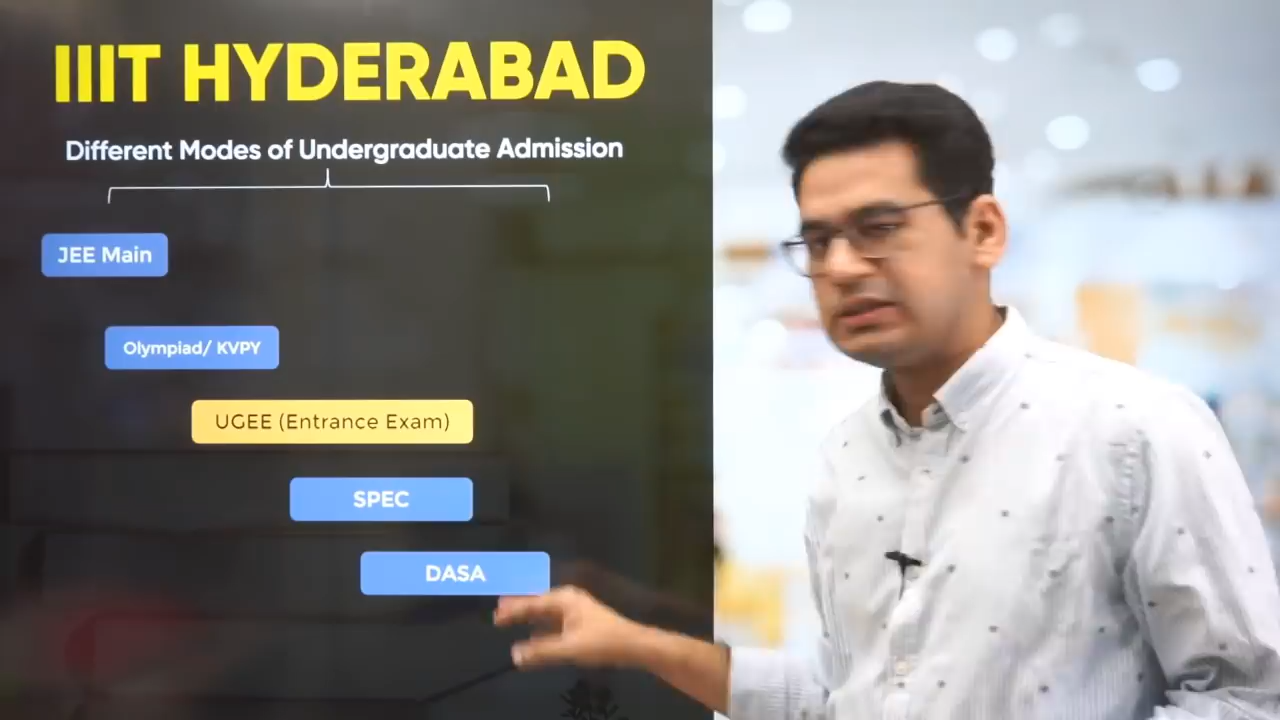 IIIT HYDERABAD
Different Modes of Undergraduate Admission
JEE Main
Olympiad/ KVPY
UGEE (Entrance Exam)
SPEC
DASA